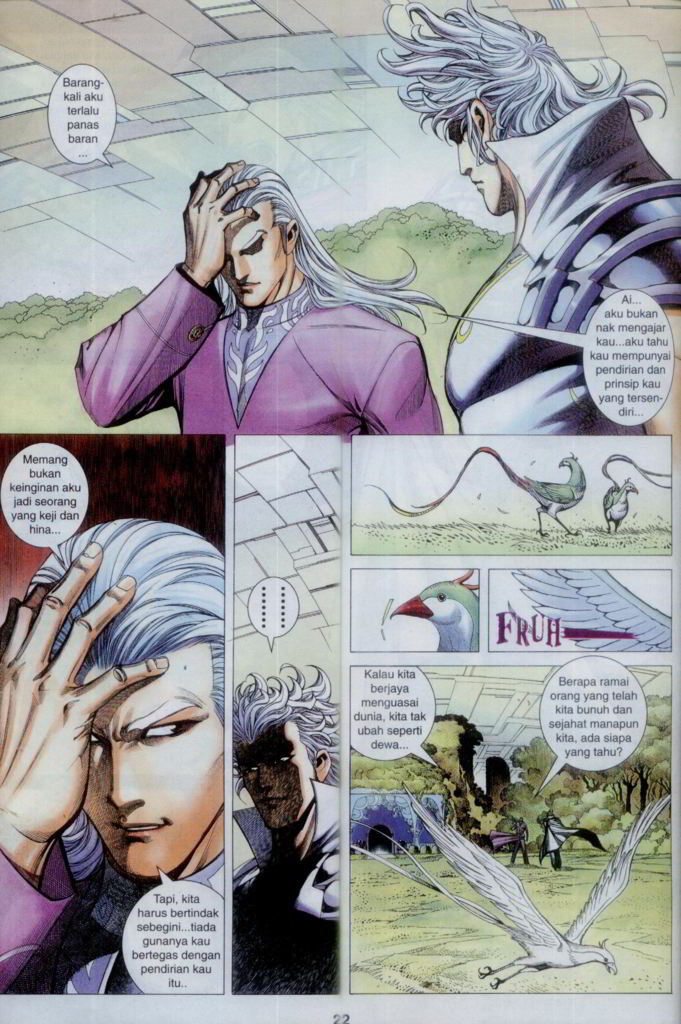 Barang-
kali aku
terlalu
panas
baran
...
Ai...
aku bukan
nak mengajar
kau...aku tahu
kau mempunyai
pendirian dan
prinsip kau
yang tersen-
diri...
Memang
bukan
keinginan aku
jadi seorang
yang keji dan
hina...
Tapi, kita
harus bertindak
sebegini...tiada
gunanya kau
bertegas dengan
pendirian kau
itu..
FRUH
Kalau kita
berjaya
menguasai
dunia, kita tak
ubah seperti
dewa...
Berapa ramai
orang yang telah
kita bunuh dan
sejahat manapun
kita, ada siapa
yang tahu?
22